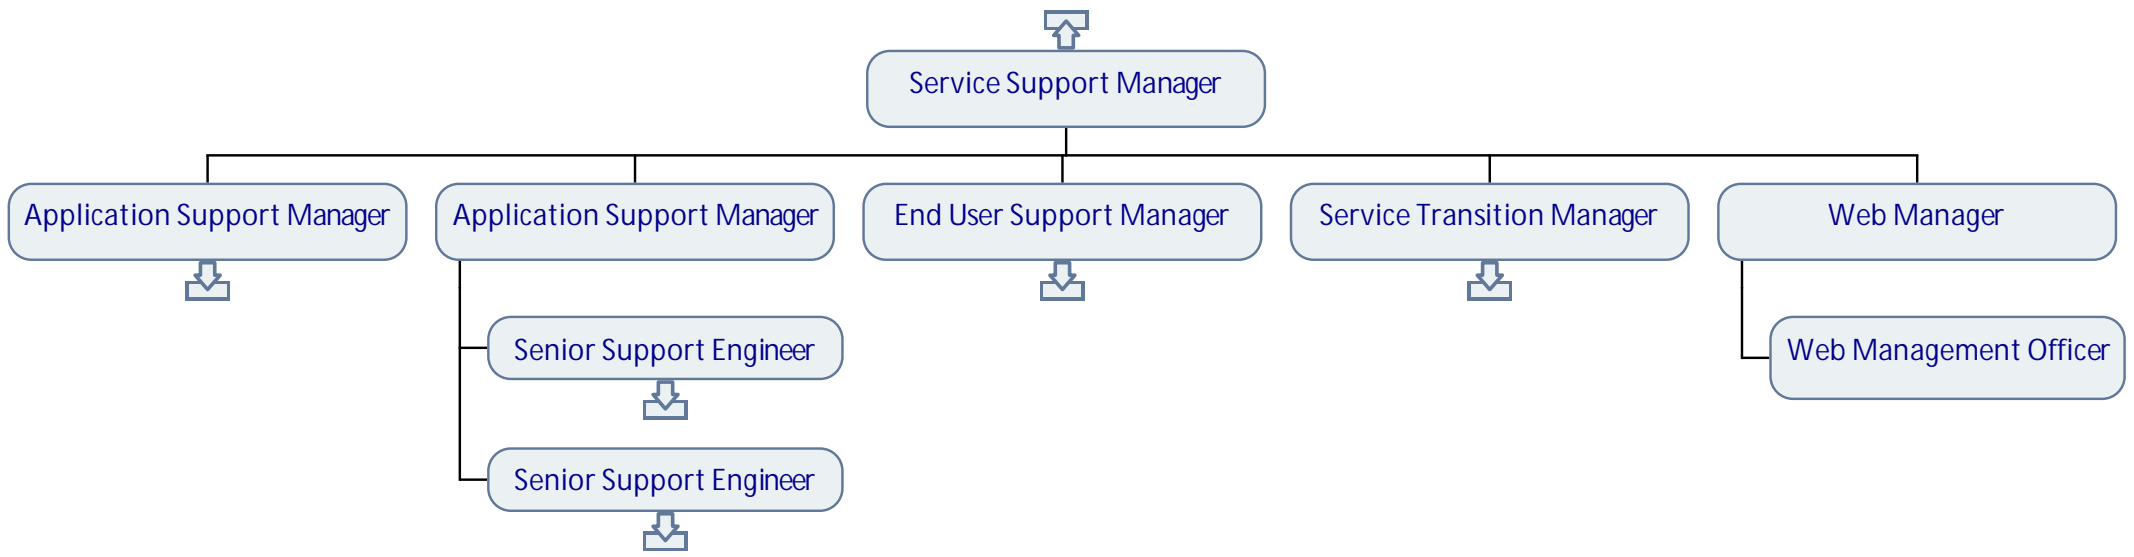 Service Support Manager
Application Support Manager
Application Support Manager
End User Support Manager
Service Transition Manager
Web Manager
Senior Support Engineer
Web Management Officer
Senior Support Engineer